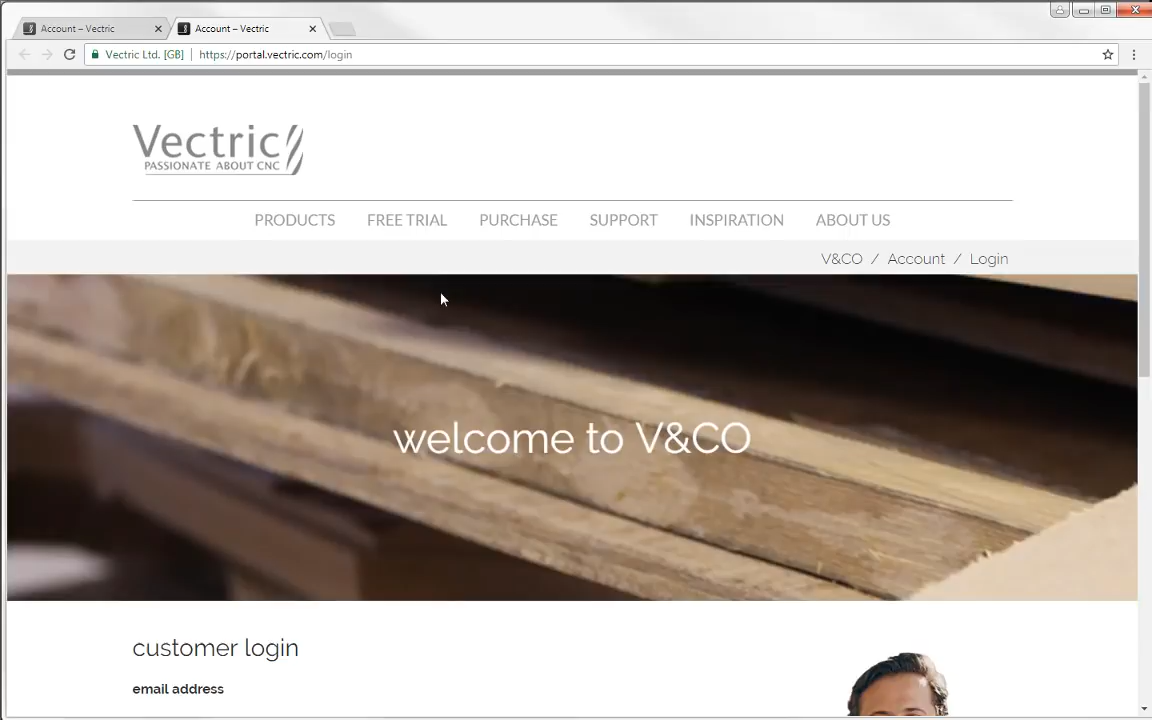 Account – Vectric
Account – Vectric
Vectric Ltd. [GB]
https://portal.vectric.com/login
Vectric
PASSIONATE ABOUT CNC
PRODUCTS FREE TRIAL PURCHASE SUPPORT INSPIRATION ABOUT US
V&CO / Account / Login
welcome to V&CO
customer login
email address